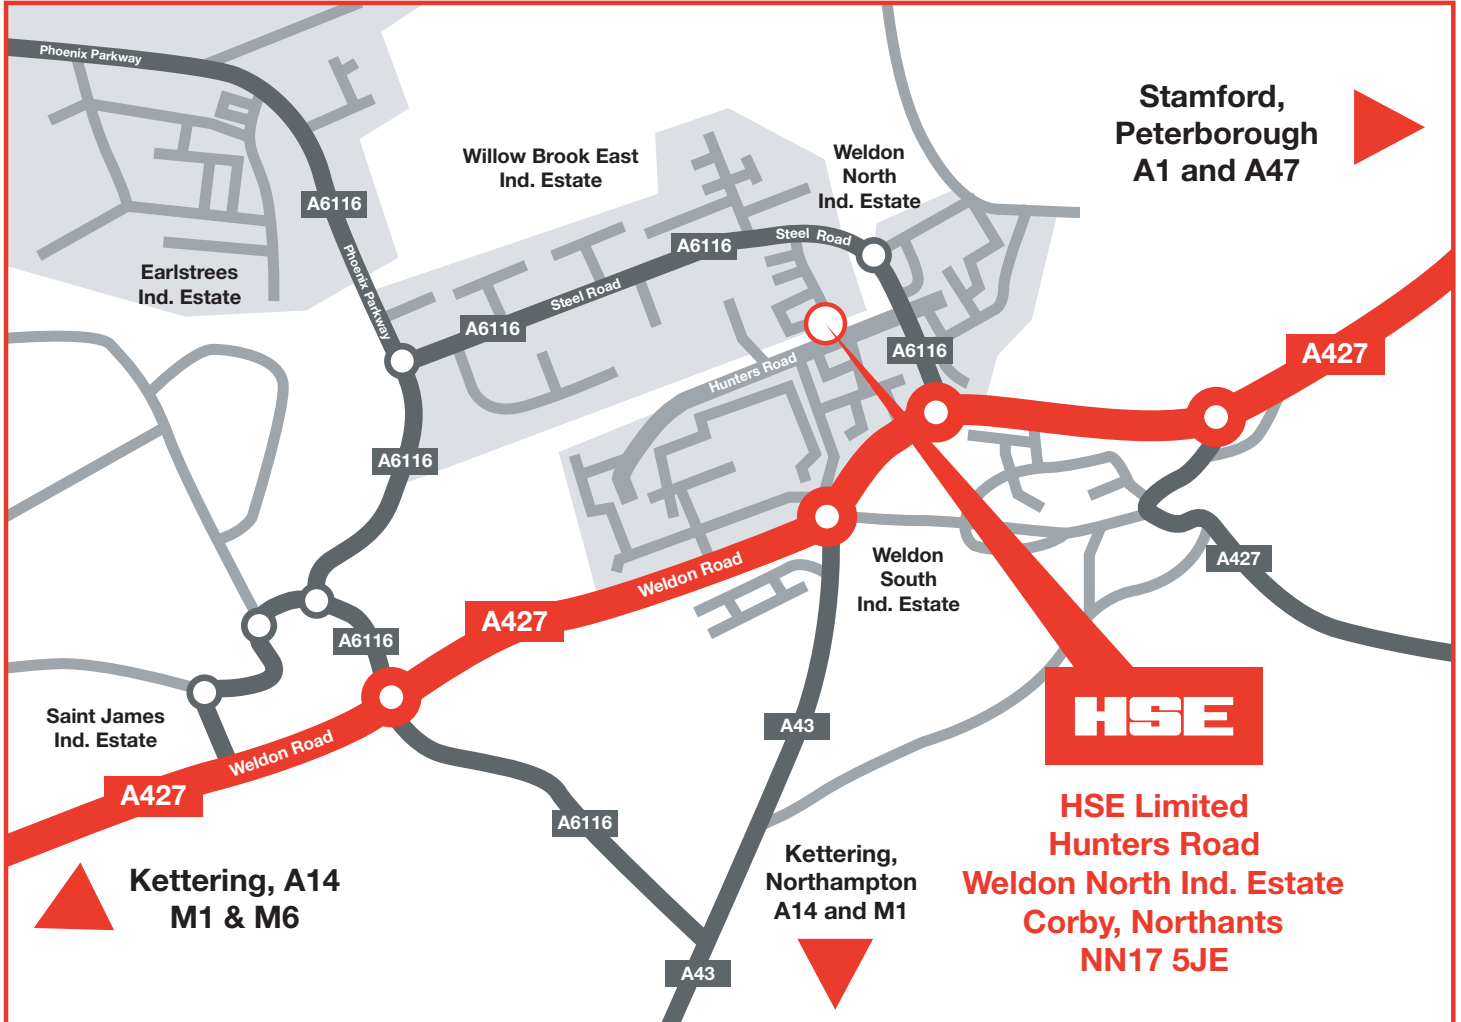 Phoenix Parkway
Stamford,
Peterborough
A1 and A47
Willow Brook East
Ind. Estate
Weldon
North
Ind. Estate
A6116
Phoenix Parkway
Earlstrees
Ind. Estate
A6116
Steel Road
Steel Road
A6116
A6116
A427
Hunters Road
A6116
A427
Weldon
South
Ind. Estate
Weldon Road
A427
A6116
Saint James
Ind. Estate
Weldon Road
A427
A43
HSE
A6116
HSE Limited
Hunters Road
Weldon North Ind. Estate
Corby, Northants
NN17 5JE
Kettering, A14
M1 & M6
Kettering,
Northampton
A14 and M1
A43